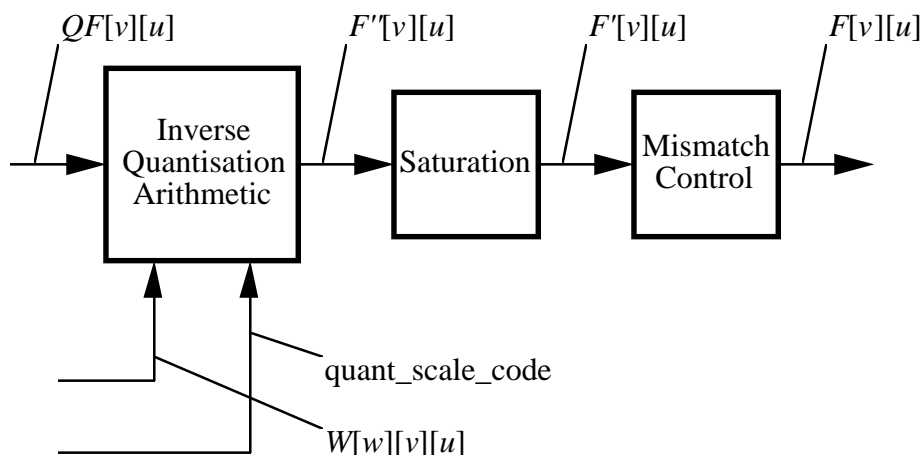 QF[v][u] F''[v][u] F'[v][u] F[v][u]
Inverse
Quantisation
Arithmetic
Saturation
Mismatch
Control
quant_scale_code
W[w][v][u]